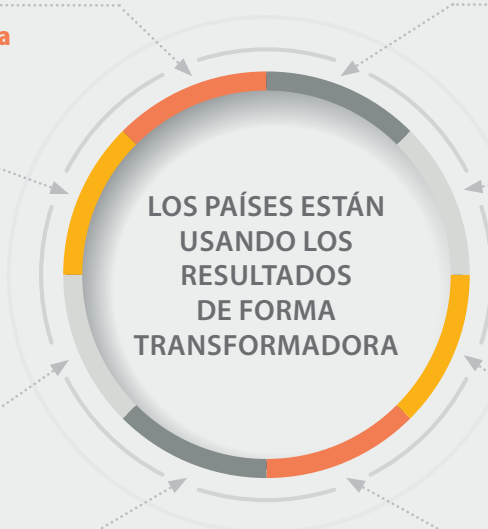 a
LOS PAÍSES ESTÁN
USANDO LOS
RESULTADOS
DE FORMA
TRANSFORMADORA